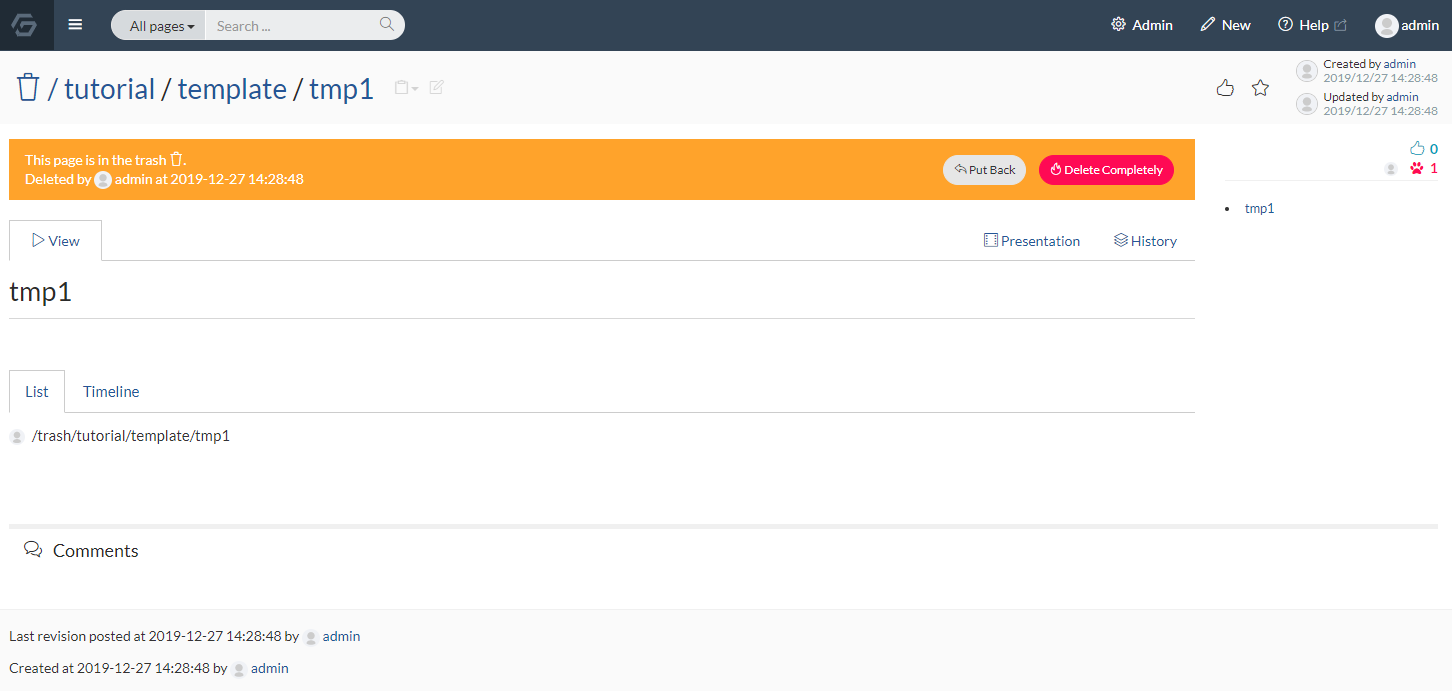 All pages
Search ...
Admin
New
Help
admin
/ tutorial / template / tmp1
Created by admin
2019/12/27 14:28:48
Updated by admin
2019/12/27 14:28:48
This page is in the trash .
Deleted by admin at 2019-12-27 14:28:48
Put Back
Delete Completely
0
1
tmp1
View
Presentation
History
tmp1
List
Timeline
/trash/tutorial/template/tmp1
Comments
Last revision posted at 2019-12-27 14:28:48 by admin
Created at 2019-12-27 14:28:48 by admin